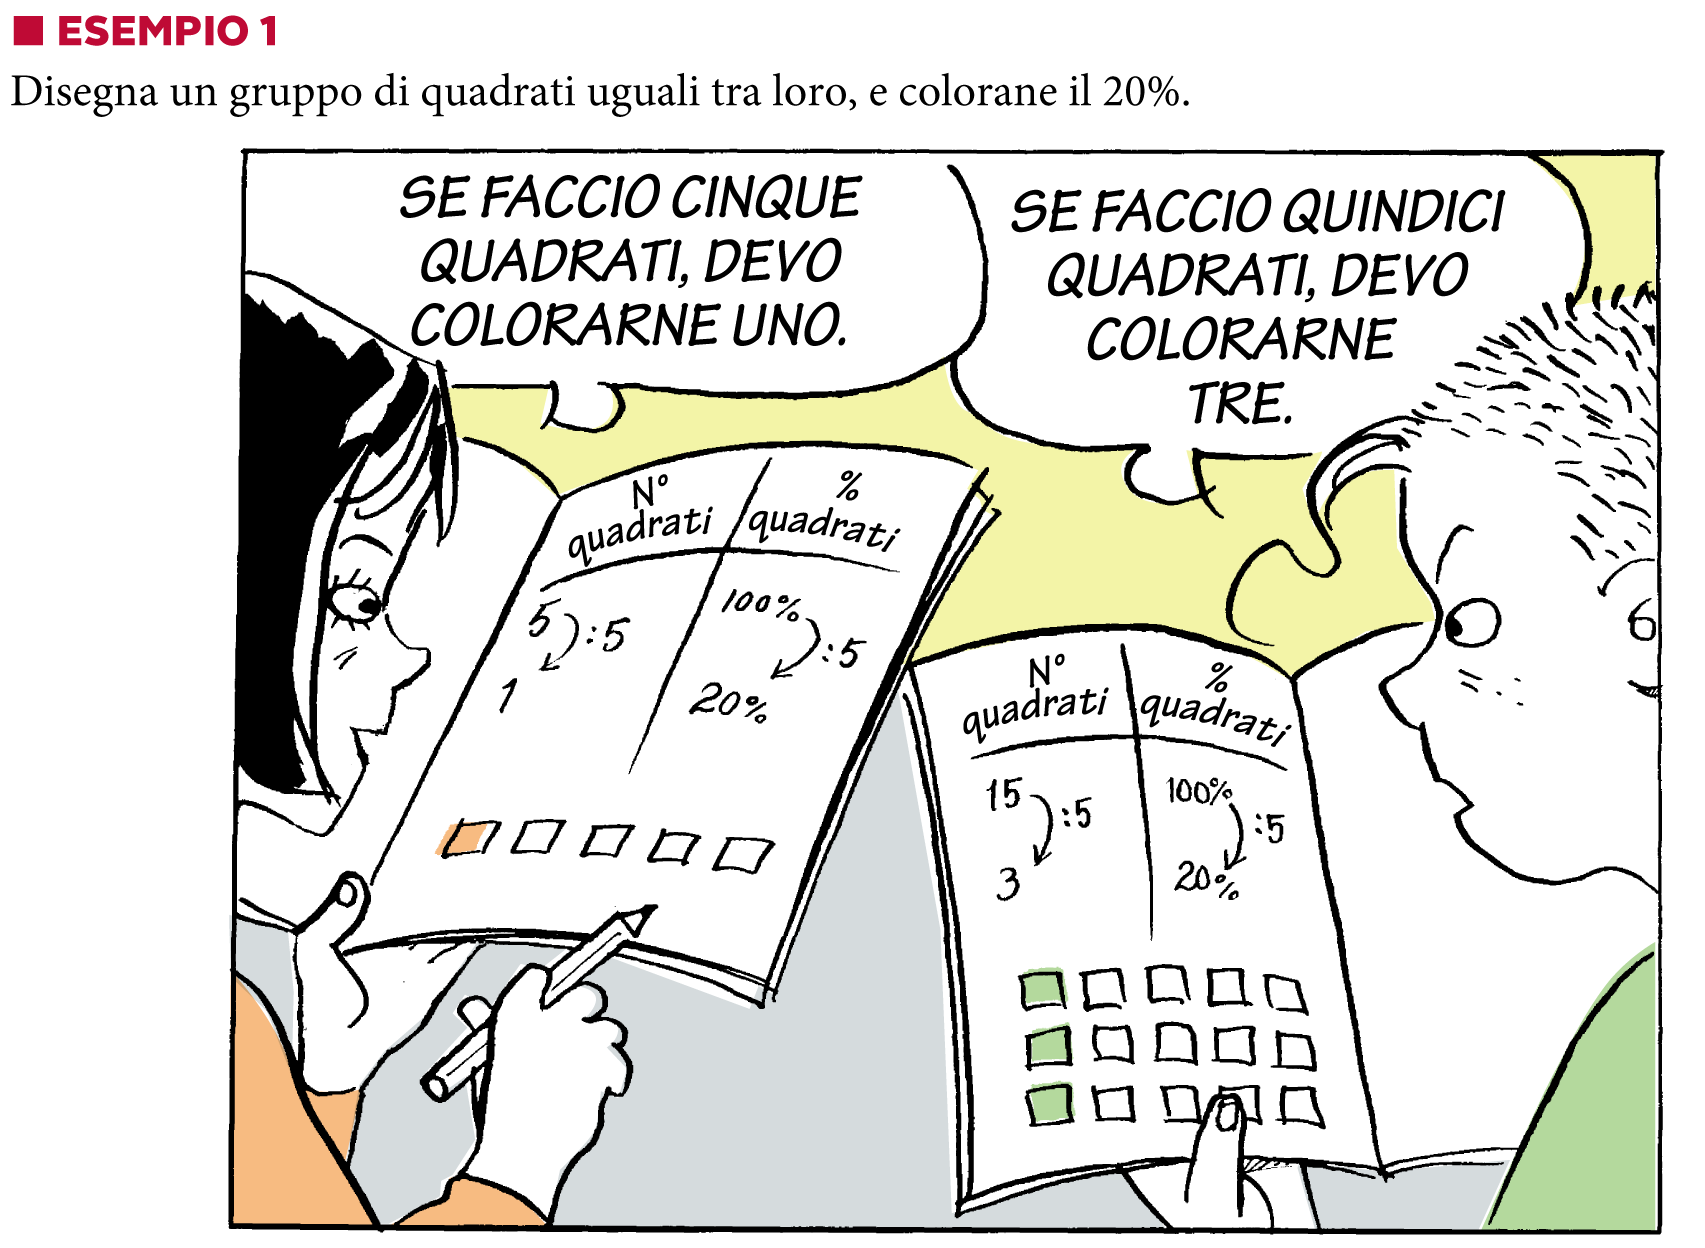 ESEMPIO 1
Disegna un gruppo di quadrati uguali tra loro, e colorane il 20%.
SE FACCIO CINQUE
QUADRATI, DEVO
COLORARNE UNO.
SE FACCIO QUINDICI
QUADRATI, DEVO
COLORARNE
TRE.
N° %
quadrati quadrati
5 :5 100% :5
1 20%
N° %
quadrati quadrati
15 :5 100% :5
3 20%